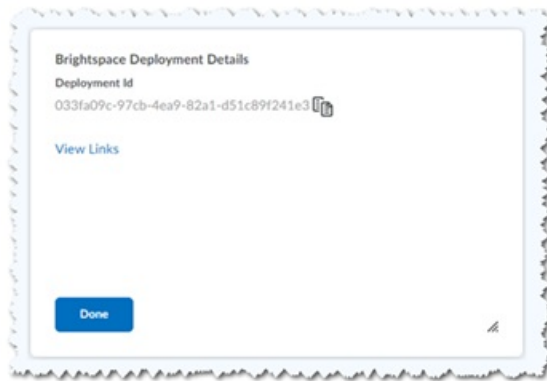 Brightspace Deployment Details
Deployment Id
033fa09c-97cb-4ea9-82a1-d51c89f241e3
View Links
Done